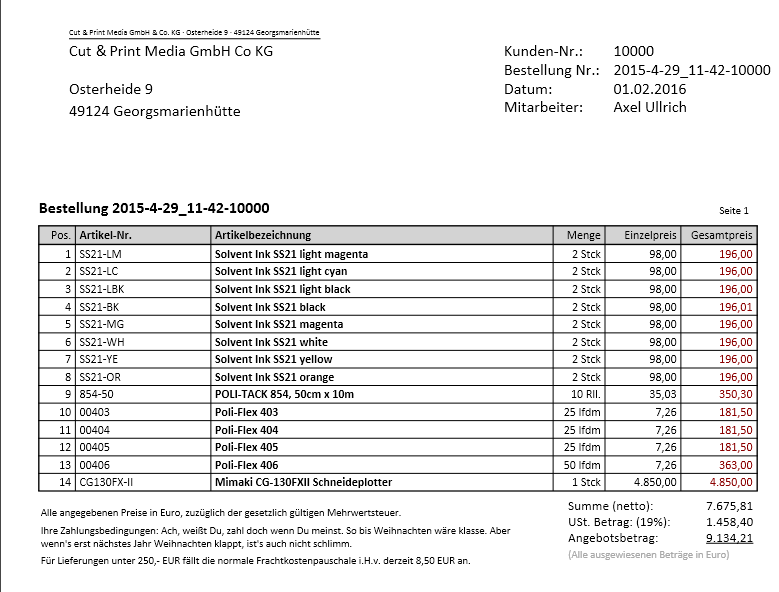 Cut & Print Media GmbH & Co. KG · Osterheide 9 · 49124 Georgsmarienhütte
Cut & Print Media GmbH Co KG
Osterheide 9
49124 Georgsmarienhütte
Kunden-Nr.: 10000
Bestellung Nr.: 2015-4-29_11-42-10000
Datum: 01.02.2016
Mitarbeiter: Axel Ullrich
Bestellung 2015-4-29_11-42-10000
Seite 1
Pos. Artikel-Nr. Artikelbezeichnung Menge Einzelpreis Gesamtpreis
1 SS21-LM Solvent Ink SS21 light magenta 2 Stck 98,00 196,00
2 SS21-LC Solvent Ink SS21 light cyan 2 Stck 98,00 196,00
3 SS21-LBK Solvent Ink SS21 light black 2 Stck 98,00 196,00
4 SS21-BK Solvent Ink SS21 black 2 Stck 98,00 196,01
5 SS21-MG Solvent Ink SS21 magenta 2 Stck 98,00 196,00
6 SS21-WH Solvent Ink SS21 white 2 Stck 98,00 196,00
7 SS21-YE Solvent Ink SS21 yellow 2 Stck 98,00 196,00
8 SS21-OR Solvent Ink SS21 orange 2 Stck 98,00 196,00
9 854-50 POLI-TACK 854, 50cm x 10m 10 Rll. 35,03 350,30
10 00403 Poli-Flex 403 25 lfdm 7,26 181,50
11 00404 Poli-Flex 404 25 lfdm 7,26 181,50
12 00405 Poli-Flex 405 25 lfdm 7,26 181,50
13 00406 Poli-Flex 406 50 lfdm 7,26 363,00
14 CG130FX-II Mimaki CG-130FXII Schneideplotter 1 Stck 4.850,00 4.850,00
Alle angegebenen Preise in Euro, zuzüglich der gesetzlich gültigen Mehrwertsteuer.
Ihre Zahlungsbedingungen: Ach, weißt Du, zahl doch wenn Du meinst. So bis Weihnachten wäre klasse. Aber
wenn's erst nächstes Jahr Weihnachten klappt, ist's auch nicht schlimm.
Für Lieferungen unter 250,- EUR fällt die normale Frachtkostenpauschale i.H.v. derzeit 8,50 EUR an.
Summe (netto): 7.675,81
USt. Betrag: (19%): 1.458,40
Angebotsbetrag: 9.134,21
(Alle ausgewiesenen Beträge in Euro)